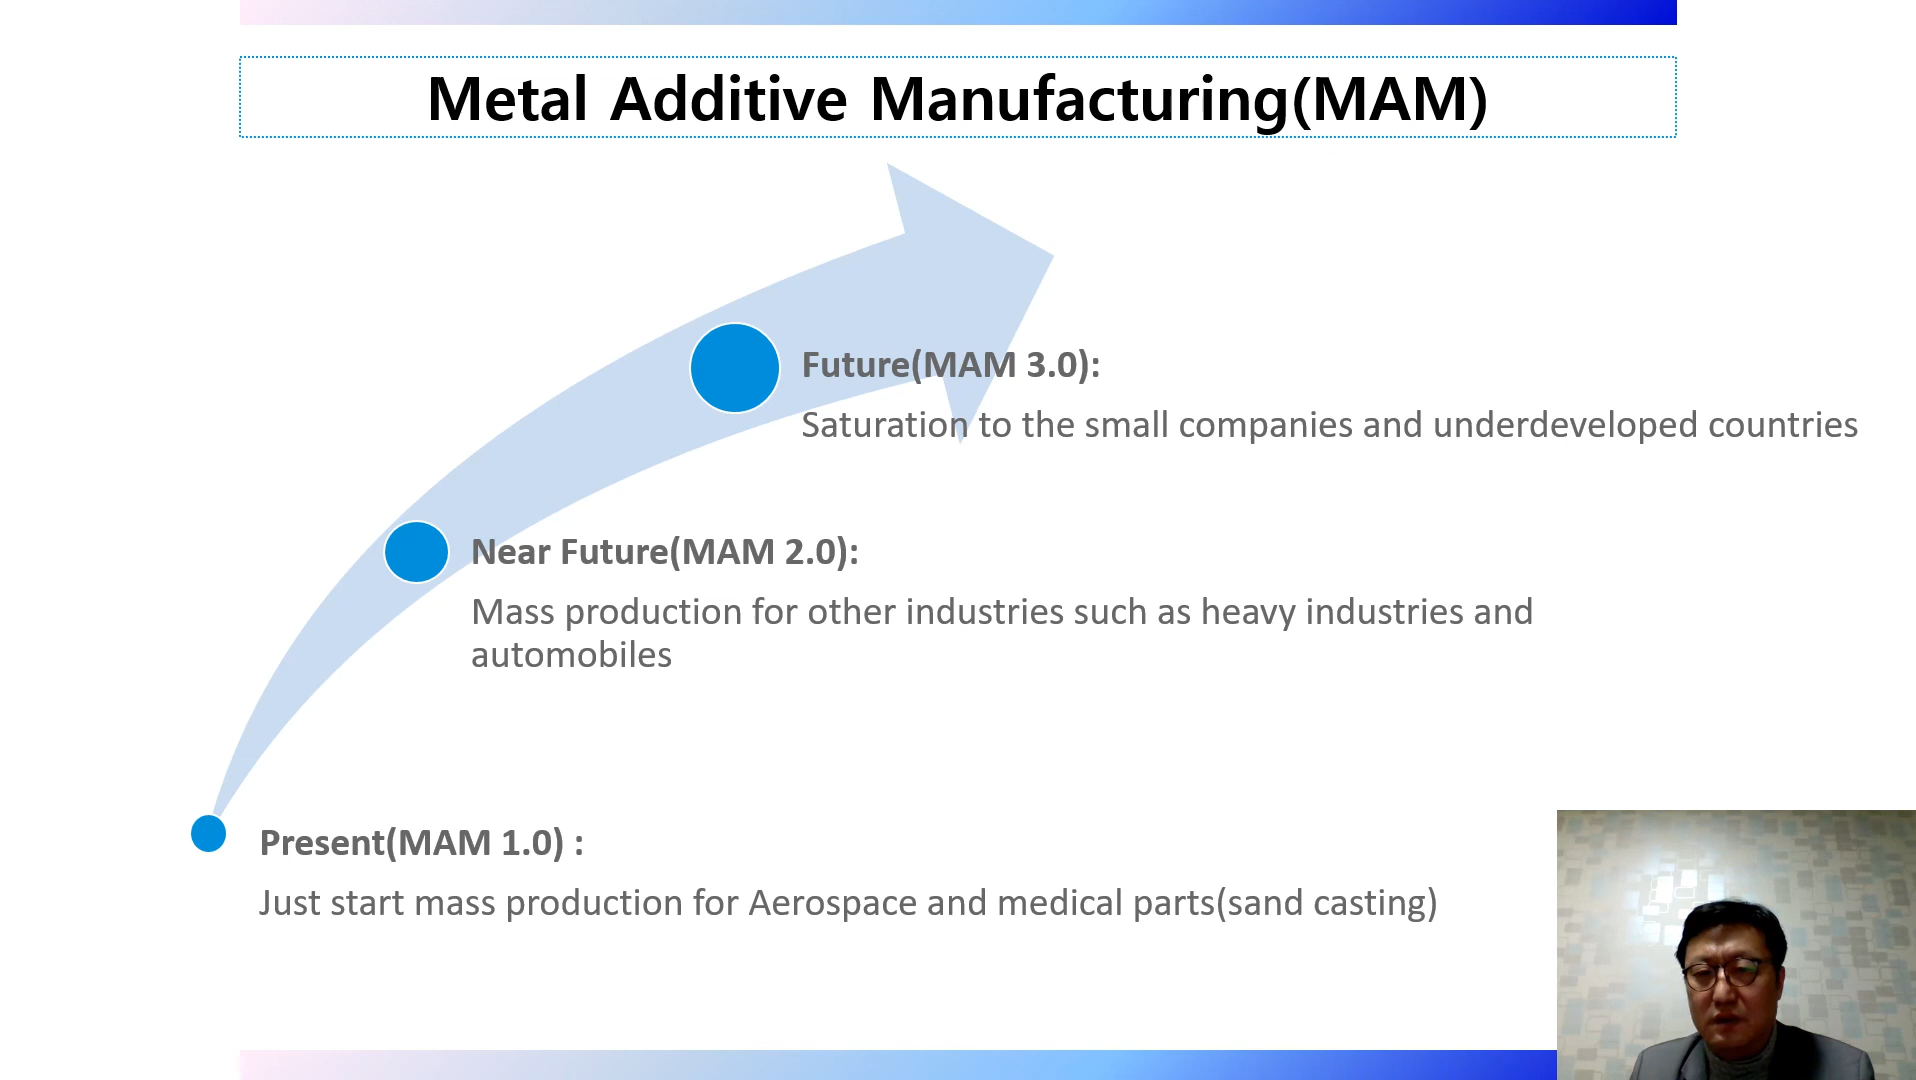 Metal Additive Manufacturing(MAM)
Future(MAM 3.0):
Saturation to the small companies and underdeveloped countries
Near Future(MAM 2.0):
Mass production for other industries such as heavy industries and
automobiles
Present(MAM 1.0) :
Just start mass production for Aerospace and medical parts(sand casting)